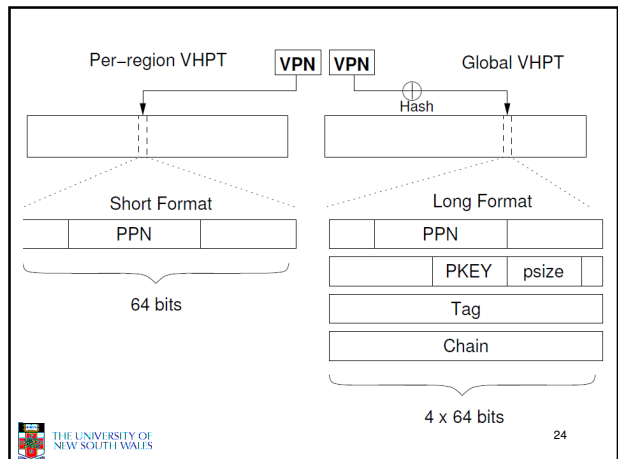 Per-region VHPT
VPN VPN
Global VHPT
Hash
Short Format
PPN
64 bits
Long Format
PPN
PKEY psize
Tag
Chain
4 x 64 bits
THE UNIVERSITY OF
NEW SOUTH WALES
24